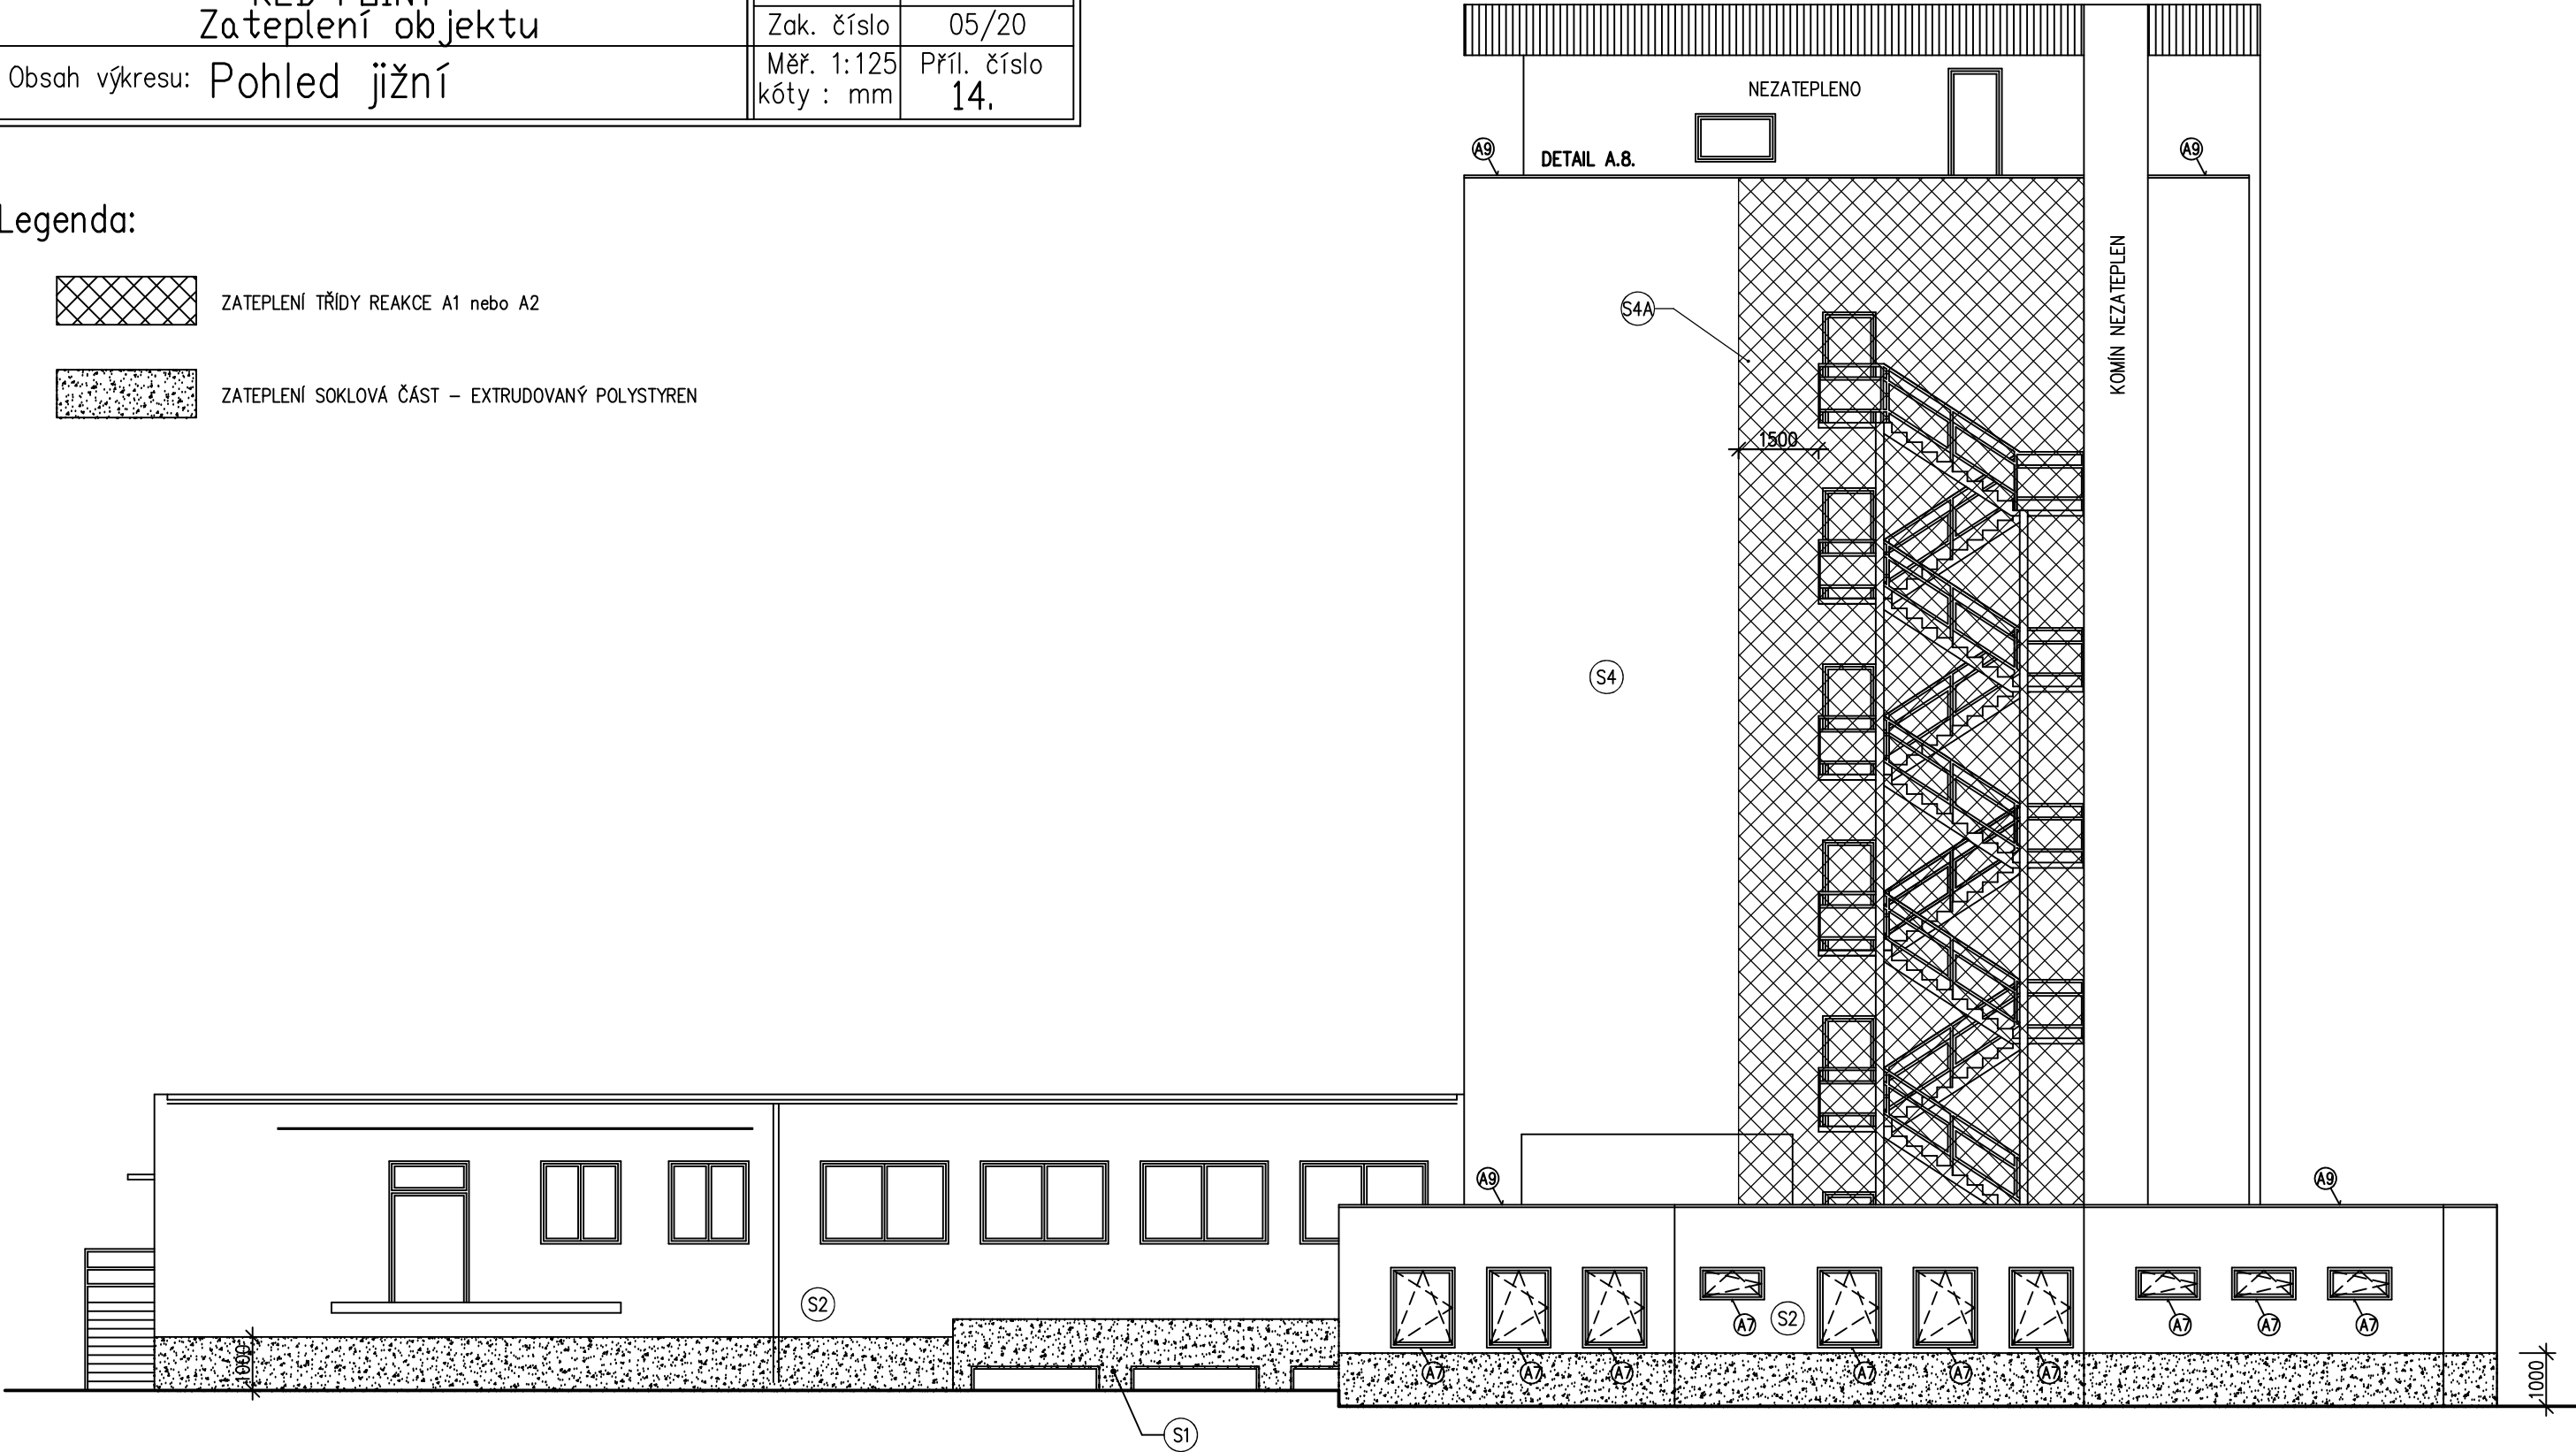 Zateplení objektu
Zak. číslo 05/20
Obsah výkresu: Pohled jižní
Měř. 1:125 Příl. číslo
kóty : mm 14.
NEZATEPLENO
A9
DETAIL A.8.
A9
Legenda:
ZATEPLENÍ TŘÍDY REAKCE A1 nebo A2
ZATEPLENÍ SOKLOVÁ ČÁST – EXTRUDOVANÝ POLYSTYREN
S4A
KOMÍN NEZATEPLEN
1500
S4
A9
A9
S2
S2
A7
A7
A7
A7
A7
A7
A7
A7
A7
A7
1000
1000
S1